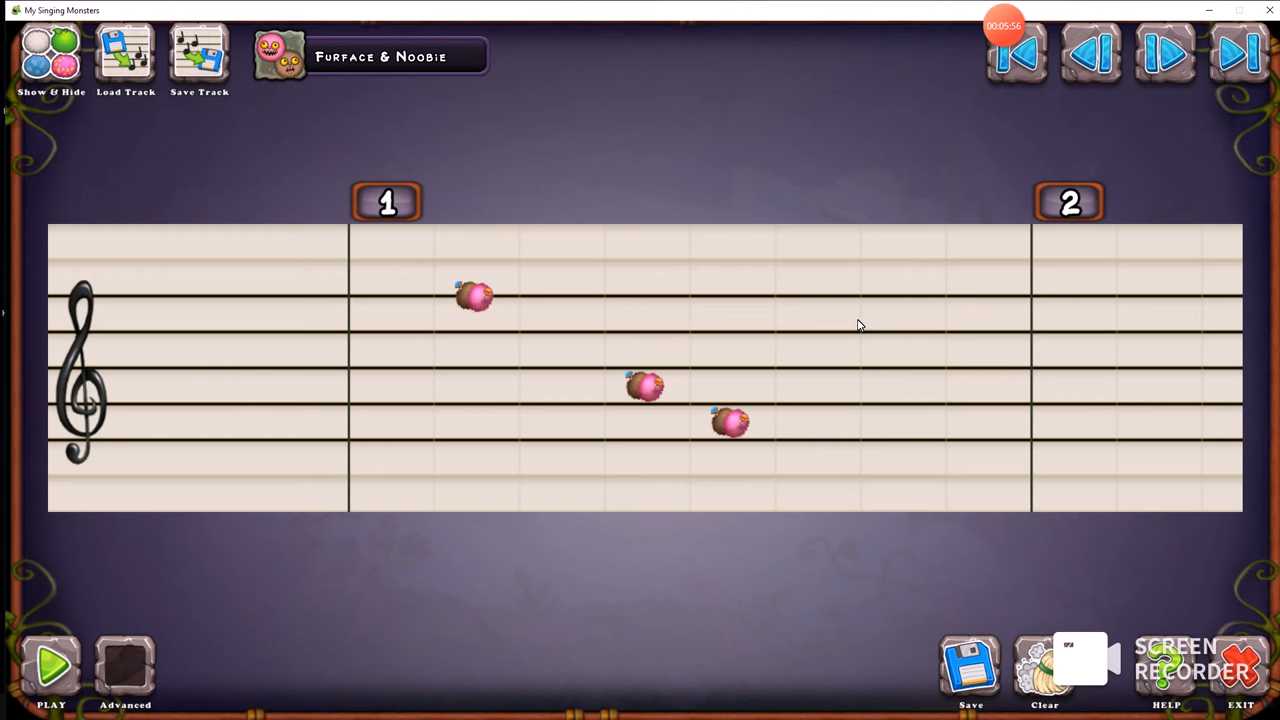 My Singing Monsters
00:05:56
Furface & Noobie
Show & Hide
Load Track
Save Track
1
2
PLAY
Advanced
Save
Clear
HELP
EXIT
SCREEN
RECORDER